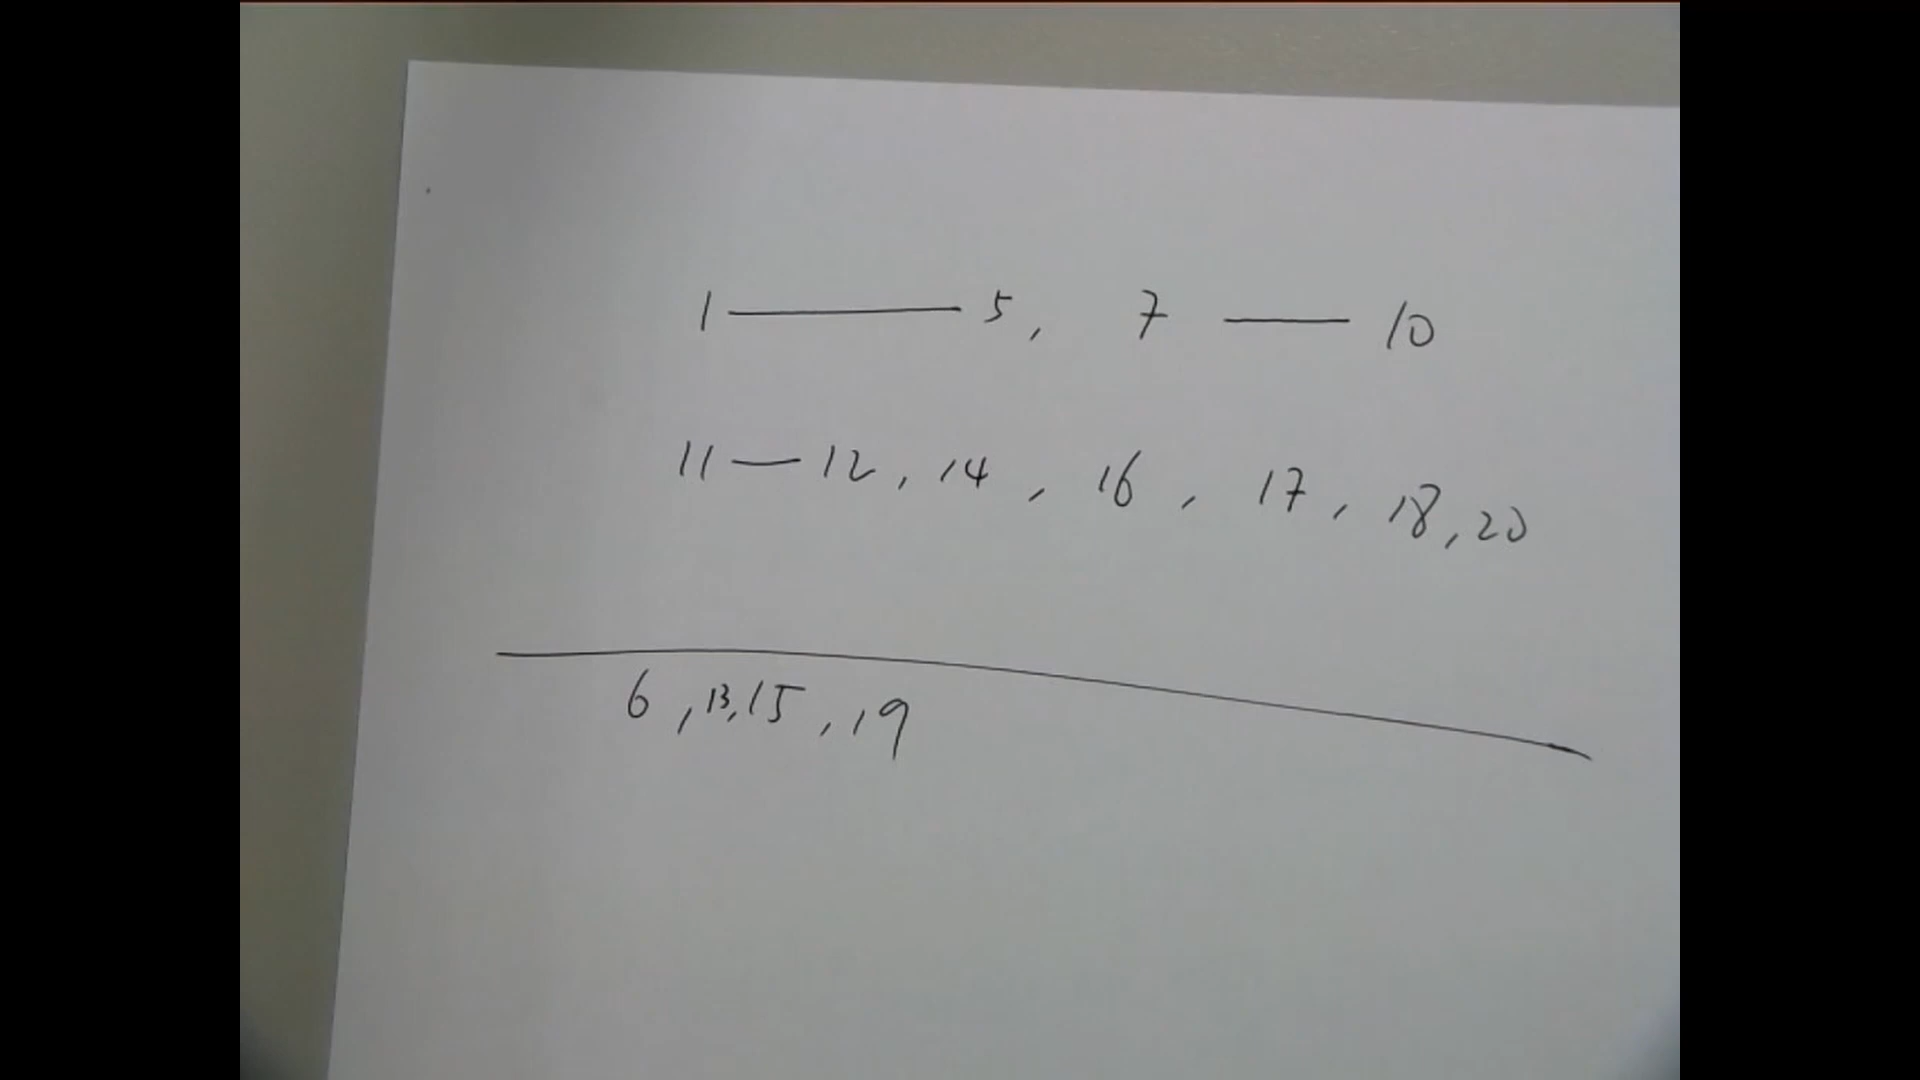 1——5, 7—10
11—12, 14, 16, 17, 18, 20
6, 13, 15, 19